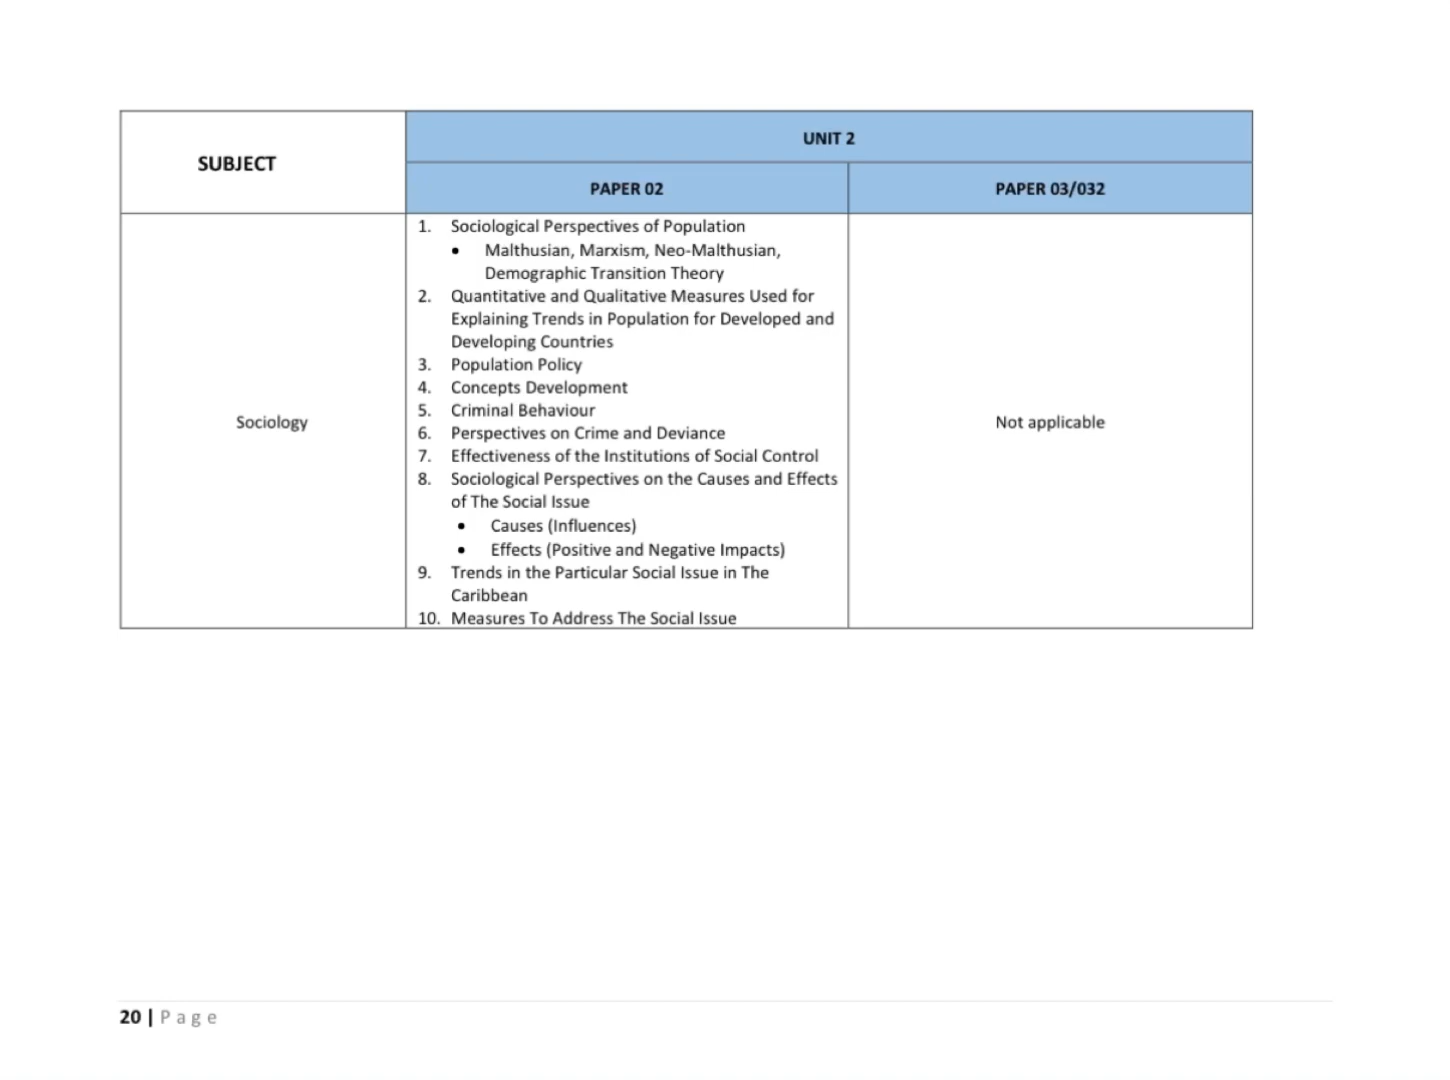 SUBJECT
UNIT 2
PAPER 02
PAPER 03/032
Sociology
1. Sociological Perspectives of Population
• Malthusian, Marxism, Neo-Malthusian,
Demographic Transition Theory
2. Quantitative and Qualitative Measures Used for
Explaining Trends in Population for Developed and
Developing Countries
3. Population Policy
4. Concepts Development
5. Criminal Behaviour
6. Perspectives on Crime and Deviance
7. Effectiveness of the Institutions of Social Control
8. Sociological Perspectives on the Causes and Effects
of The Social Issue
• Causes (Influences)
• Effects (Positive and Negative Impacts)
9. Trends in the Particular Social Issue in The
Caribbean
10. Measures To Address The Social Issue
Not applicable
20 | Page